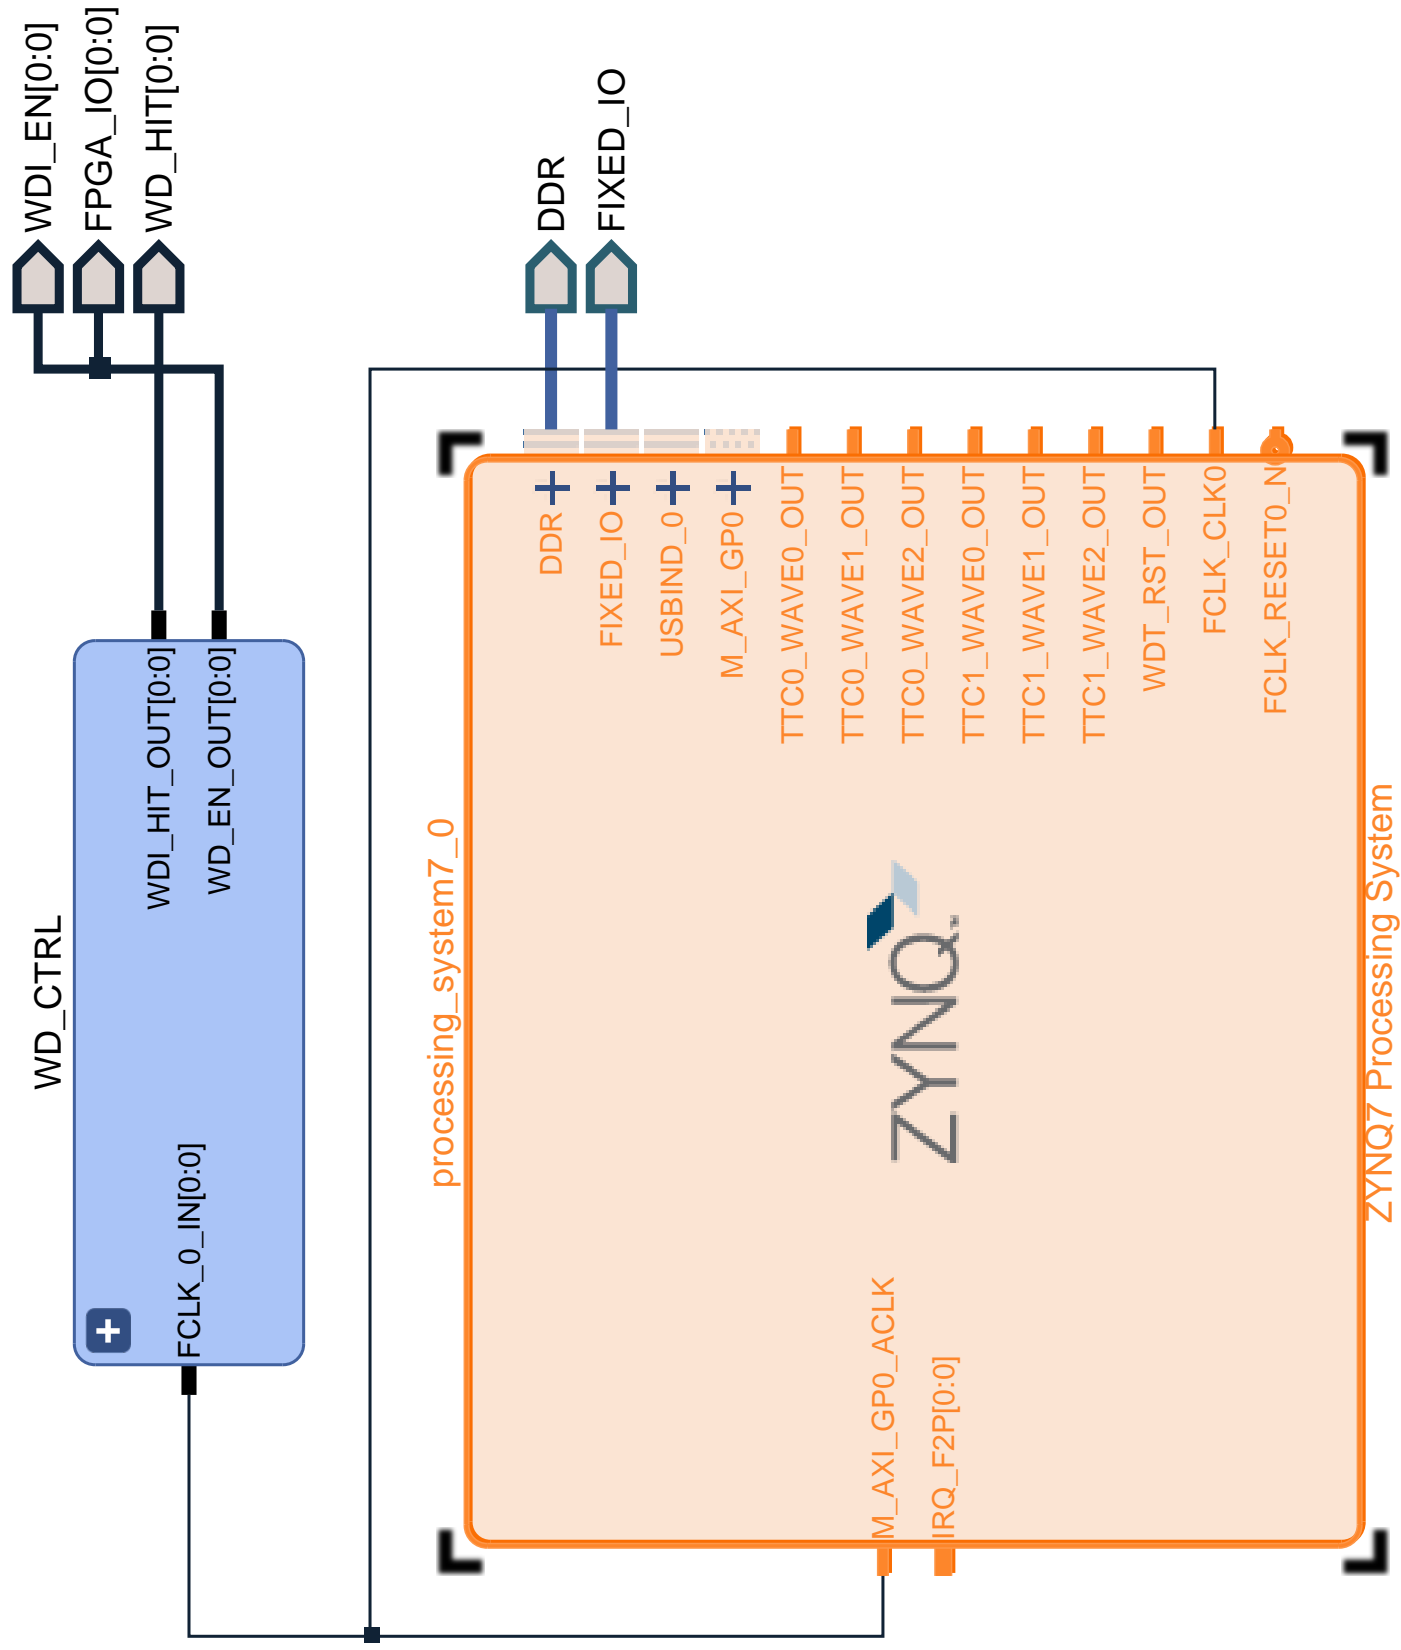 WDI_EN[0:0]
FPGA_IO[0:0]
WD_HIT[0:0]
DDR
FIXED_IO
WD_CTRL
WDI_HIT_OUT[0:0]
WD_EN_OUT[0:0]
FCLK_0_IN[0:0]
processing_system7_0
DDR
FIXED_IO
USBIND_0
M_AXI_GP0
TTC0_WAVE0_OUT
TTC0_WAVE1_OUT
TTC0_WAVE2_OUT
TTC1_WAVE0_OUT
TTC1_WAVE1_OUT
TTC1_WAVE2_OUT
WDT_RST_OUT
FCLK_CLK0
FCLK_RESET0_N
M_AXI_GP0_ACLK
IRQ_F2P[0:0]
ZYNQ
ZYNQ7 Processing System